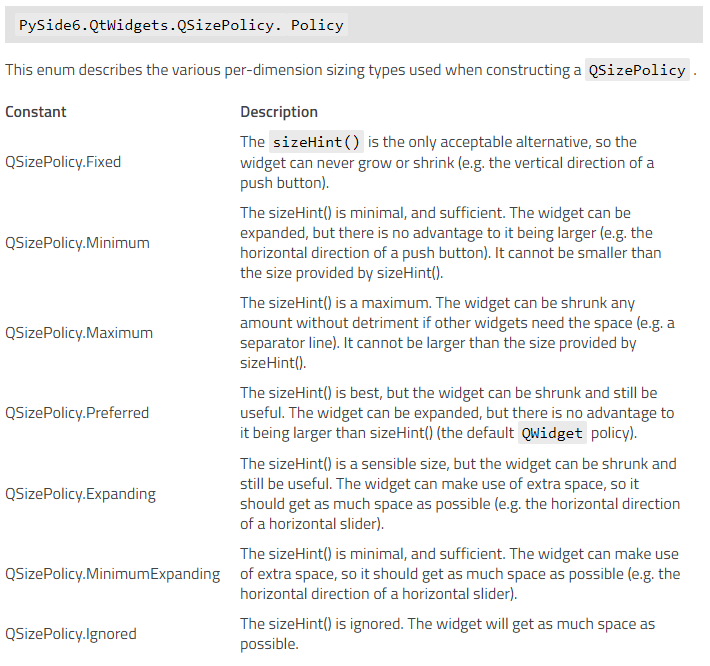 PySide6.QtWidgets.QSizePolicy. Policy
This enum describes the various per-dimension sizing types used when constructing a QSizePolicy .
Constant Description
QSizePolicy.Fixed
The sizeHint() is the only acceptable alternative, so the
widget can never grow or shrink (e.g. the vertical direction of a
push button).
QSizePolicy.Minimum
The sizeHint() is minimal, and sufficient. The widget can be
expanded, but there is no advantage to it being larger (e.g. the
horizontal direction of a push button). It cannot be smaller than
the size provided by sizeHint().
QSizePolicy.Maximum
The sizeHint() is a maximum. The widget can be shrunk any
amount without detriment if other widgets need the space (e.g. a
separator line). It cannot be larger than the size provided by
sizeHint().
QSizePolicy.Preferred
The sizeHint() is best, but the widget can be shrunk and still be
useful. The widget can be expanded, but there is no advantage to
it being larger than sizeHint() (the default QWidget policy).
QSizePolicy.Expanding
The sizeHint() is a sensible size, but the widget can be shrunk and
still be useful. The widget can make use of extra space, so it
should get as much space as possible (e.g. the horizontal direction
of a horizontal slider).
QSizePolicy.MinimumExpanding
The sizeHint() is minimal, and sufficient. The widget can make use
of extra space, so it should get as much space as possible (e.g. the
horizontal direction of a horizontal slider).
QSizePolicy.Ignored
The sizeHint() is ignored. The widget will get as much space as
possible.